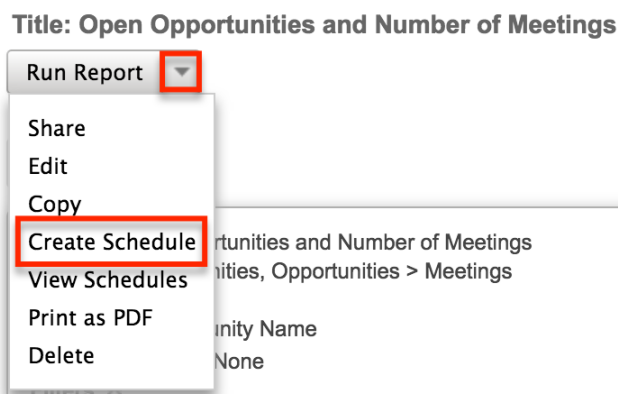 Title: Open Opportunities and Number of Meetings
Run Report
Share
Edit
Copy
Create Schedule
rtunities and Number of Meetings
View Schedules
nities, Opportunities > Meetings
Print as PDF
unity Name
Delete
None